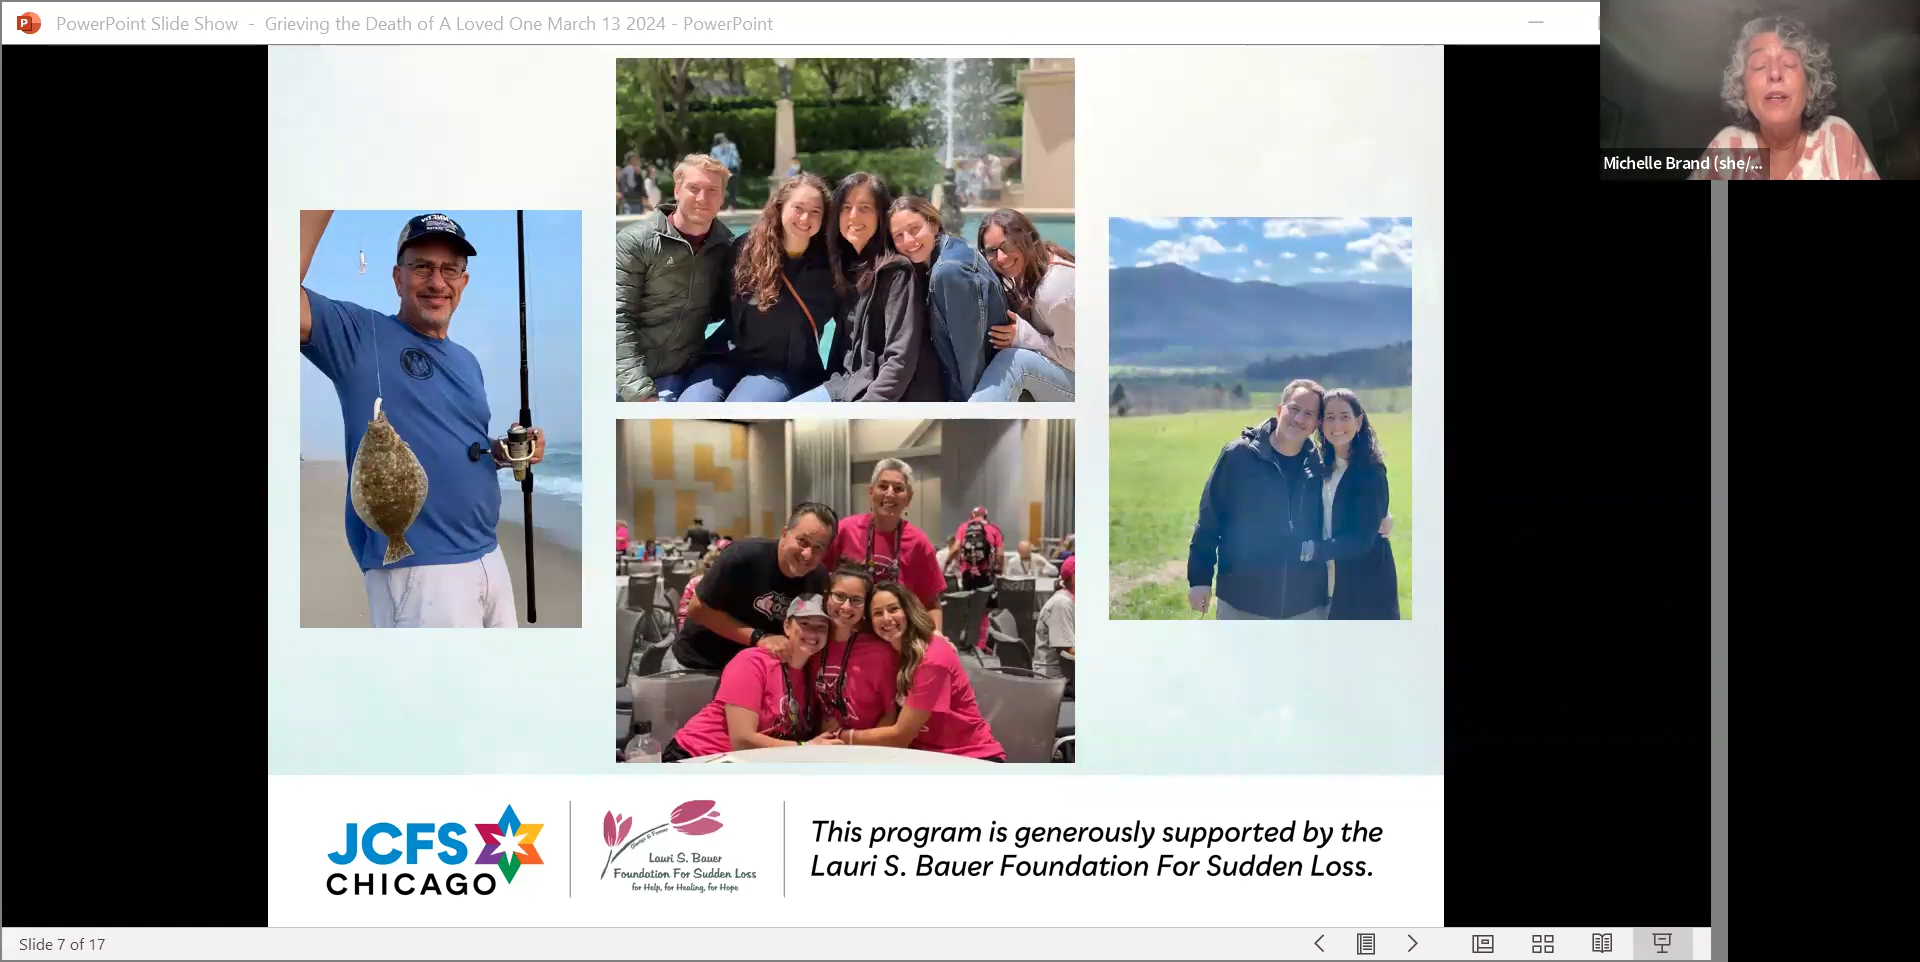 PowerPoint Slide Show - Grieving the Death of A Loved One March 13 2024 - PowerPoint
Michelle Brand (she/...
JCFS
CHICAGO
Always & Forever
Lauri S. Bauer
Foundation For Sudden Loss
for Help, for Healing, for Hope
This program is generously supported by the
Lauri S. Bauer Foundation For Sudden Loss.
Slide 7 of 17